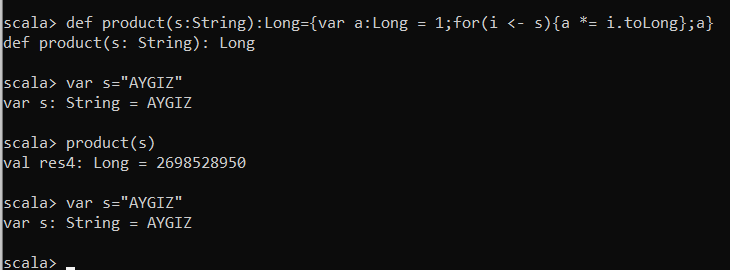 scala> def product(s:String):Long={var a:Long = 1;for(i <- s){a *= i.toLong};a}
def product(s: String): Long
scala> var s="AYGIZ"
var s: String = AYGIZ
scala> product(s)
val res4: Long = 2698528950
scala> var s="AYGIZ"
var s: String = AYGIZ
scala>